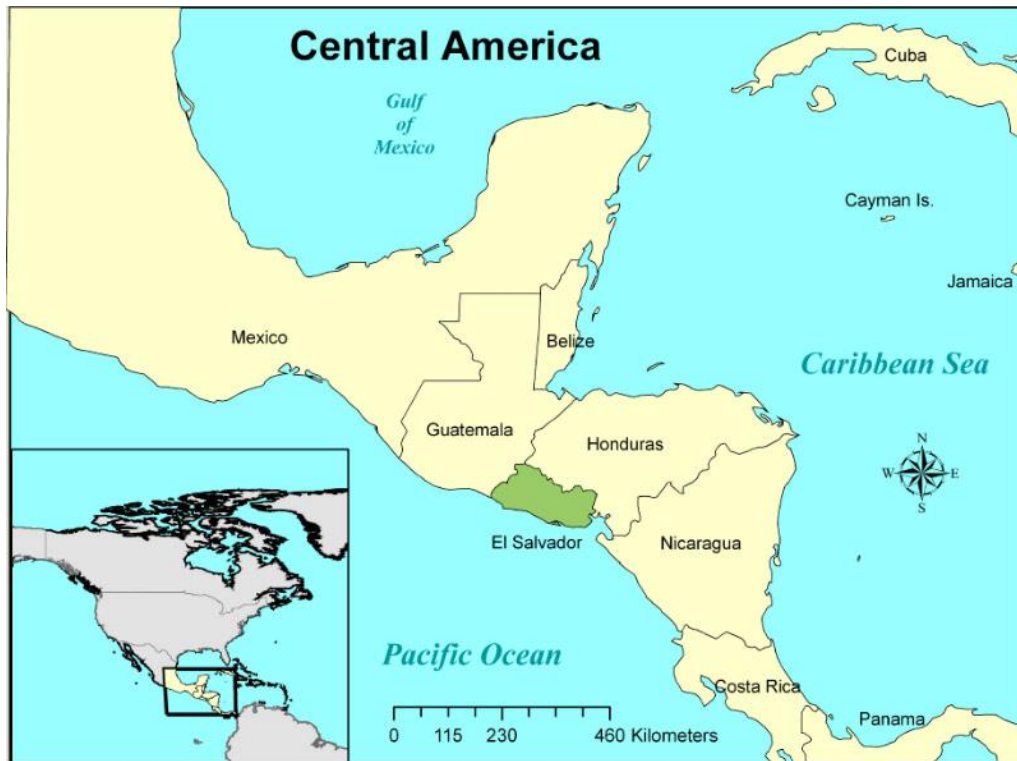 Central America
Gulf
of
Mexico
Cuba
Cayman Is.
Jamaica
Mexico
Belize
Caribbean Sea
Guatemala
Honduras
N
W E
S
El Salvador
Nicaragua
Pacific Ocean
Costa Rica
Panama
0 115 230 460 Kilometers